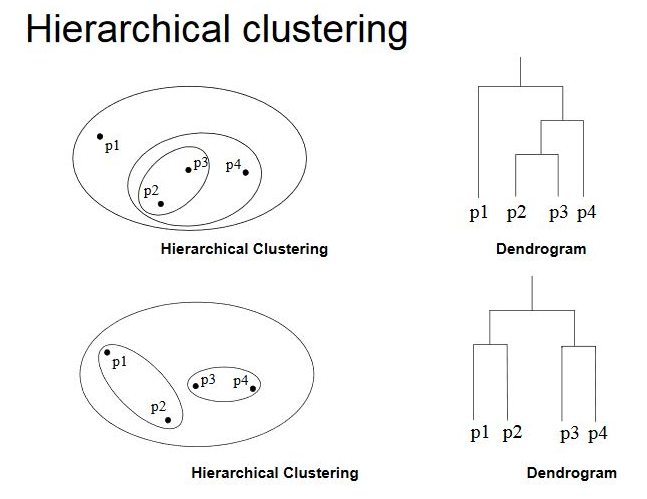 Hierarchical clustering
p1
p3 p4
p2
p1 p2 p3 p4
Hierarchical Clustering
Dendrogram
p1
p3 p4
p2
p1 p2 p3 p4
Hierarchical Clustering
Dendrogram